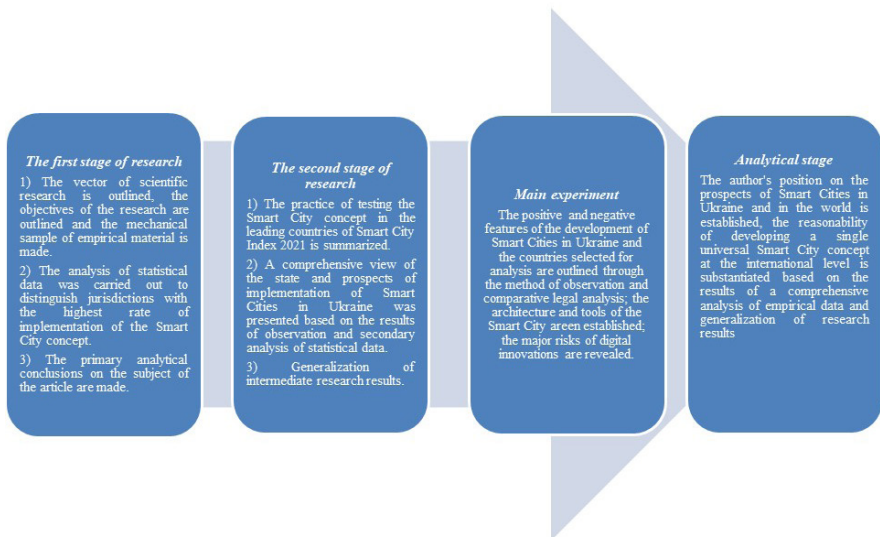 The first stage of research
1) The vector of scientific
research is outlined, the
objectives of the research are
outlined and the mechanical
sample of empirical material is
made.
2) The analysis of statistical
data was carried out to
distinguish jurisdictions with
the highest rate of
implementation of the Smart
City concept.
3) The primary analytical
conclusions on the subject of
the article are made.
The second stage of
research
1) The practice of testing the
Smart City concept in the
leading countries of Smart City
Index 2021 is summarized.
2) A comprehensive view of
the state and prospects of
implementation of Smart
Cities in Ukraine was
presented based on the results
of observation and secondary
analysis of statistical data.
3) Generalization of
intermediate research results.
Main experiment
The positive and negative
features of the development of
Smart Cities in Ukraine and
the countries selected for
analysis are outlined through
the method of observation and
comparative legal analysis; the
architecture and tools of the
Smart City areen established;
the major risks of digital
innovations are revealed.
Analytical stage
The author's position on the
prospects of Smart Cities in
Ukraine and in the world is
established, the reasonability
of developing a single
universal Smart City concept
at the international level is
substantiated based on the
results of a comprehensive
analysis of empirical data and
generalization of research
results